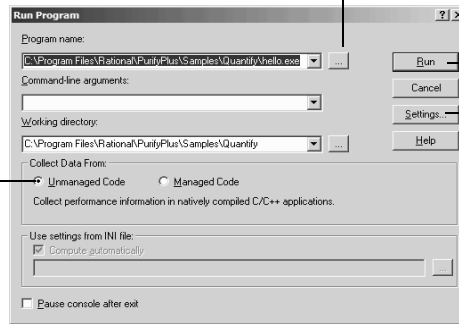 Run Program
Program name:
C:\Program Files\Rational\PurifyPlus\Samples\Quantify\hello.exe
...
Run
Command-line arguments:
Cancel
Settings...
Working directory:
C:\Program Files\Rational\PurifyPlus\Samples\Quantify
...
Help
Collect Data From:
Unmanaged Code
Managed Code
Collect performance information in natively compiled C/C++ applications.
Use settings from INI file:
Compute automatically
...
Pause console after exit